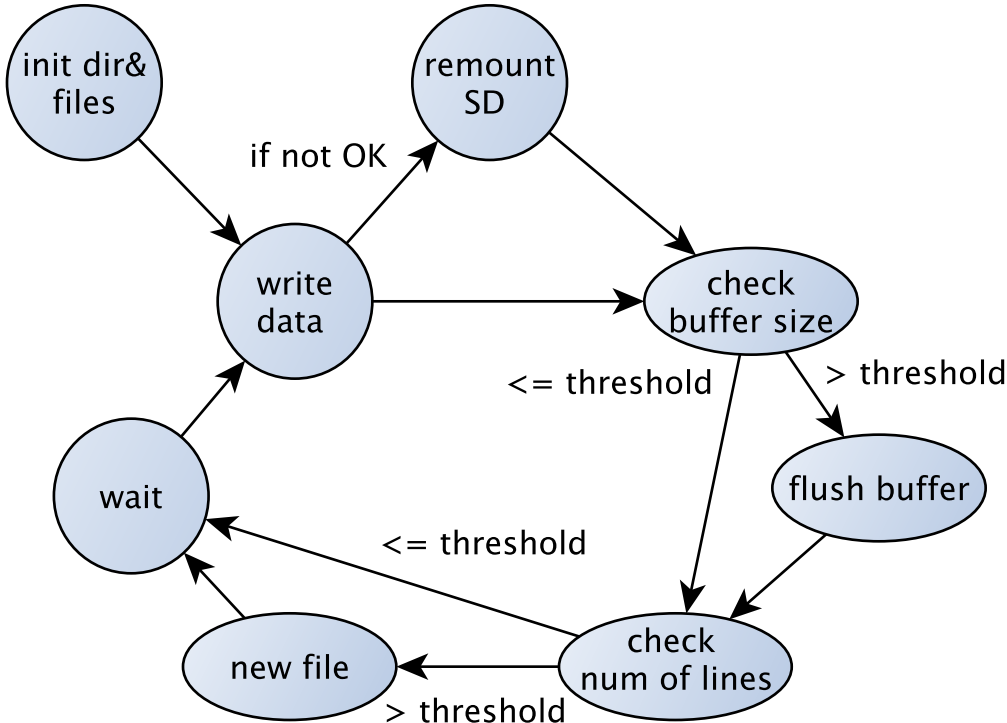 init dir&
files
remount
SD
if not OK
write
data
check
buffer size
<= threshold
> threshold
wait
flush buffer
<= threshold
new file
check
num of lines
> threshold